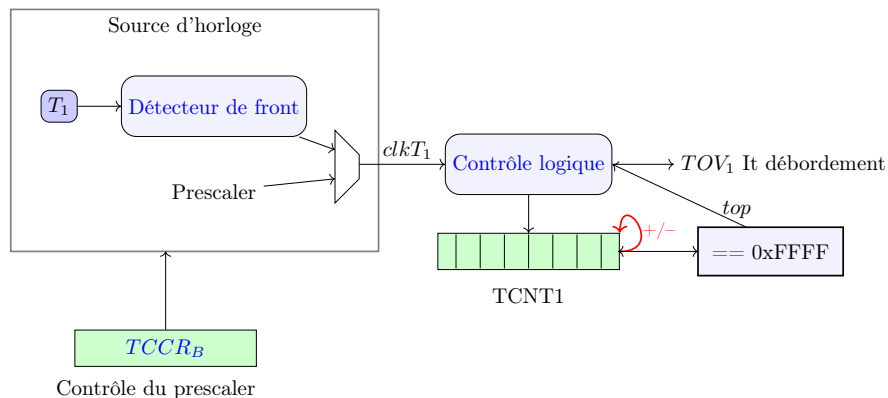 Source d'horloge
T₁
Détecteur de front
Prescaler
clkT₁
Contrôle logique
TOV₁ It débordement
top
+/−
== 0xFFFF
TCNT1
TCCR_B
Contrôle du prescaler